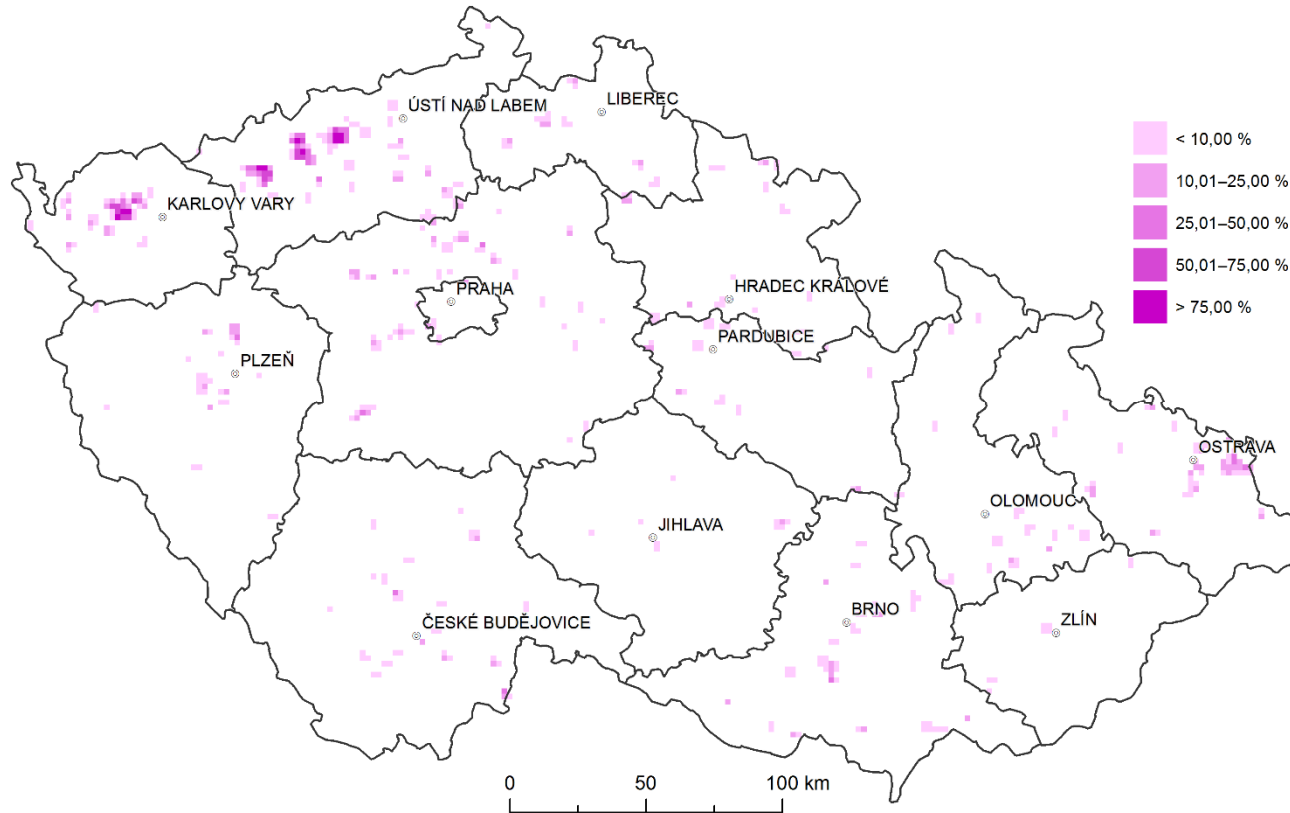 ÚSTÍ NAD LABEM
LIBEREC
KARLOVY VARY
PRAHA
HRADEC KRÁLOVÉ
PARDUBICE
PLZEŇ
OSTRAVA
OLOMOUC
JIHLAVA
BRNO
ČESKÉ BUDĚJOVICE
ZLÍN
< 10,00 %
10,01–25,00 %
25,01–50,00 %
50,01–75,00 %
> 75,00 %
0 50 100 km